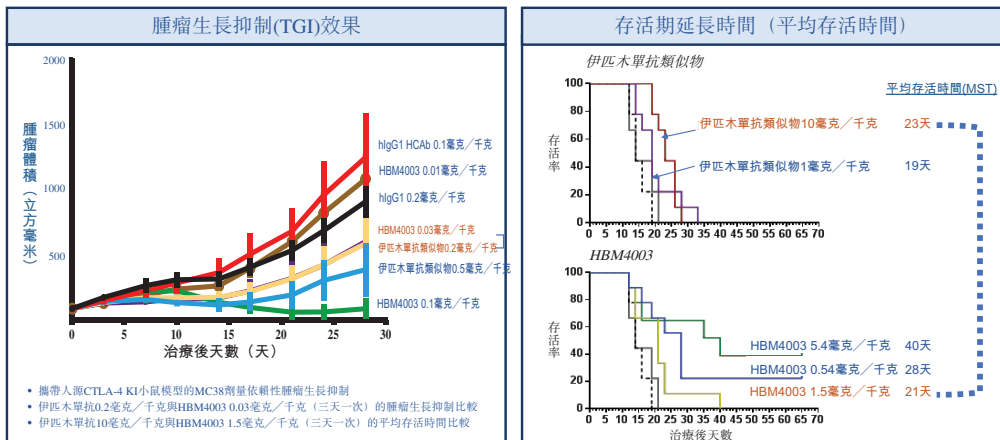 腫瘤生長抑制(TGI)效果
2000
1500
1000
500
腫瘤體積（立方毫米）
hIgG1 HCAb 0.1毫克／千克
HBM4003 0.01毫克／千克
hIgG1 0.2毫克／千克
HBM4003 0.03毫克／千克
伊匹木單抗類似物0.2毫克／千克
伊匹木單抗類似物0.5毫克／千克
HBM4003 0.1毫克／千克
0 5 10 15 20 25 30
治療後天數（天）
• 攜帶人源CTLA-4 KI小鼠模型的MC38劑量依賴性腫瘤生長抑制
• 伊匹木單抗0.2毫克／千克與HBM4003 0.03毫克／千克（三天一次）的腫瘤生長抑制比較
• 伊匹木單抗10毫克／千克與HBM4003 1.5毫克／千克（三天一次）的平均存活時間比較
存活期延長時間（平均存活時間）
伊匹木單抗類似物
平均存活時間(MST)
100
80
60
40
20
0
存活率
伊匹木單抗類似物10毫克／千克 23天
伊匹木單抗類似物1毫克／千克 19天
0 5 10 15 20 25 30 35 40 45 50 55 60 65 70
HBM4003
100
80
60
40
20
0
存活率
HBM4003 5.4毫克／千克 40天
HBM4003 0.54毫克／千克 28天
HBM4003 1.5毫克／千克 21天
0 5 10 15 20 25 30 35 40 45 50 55 60 65 70
治療後天數